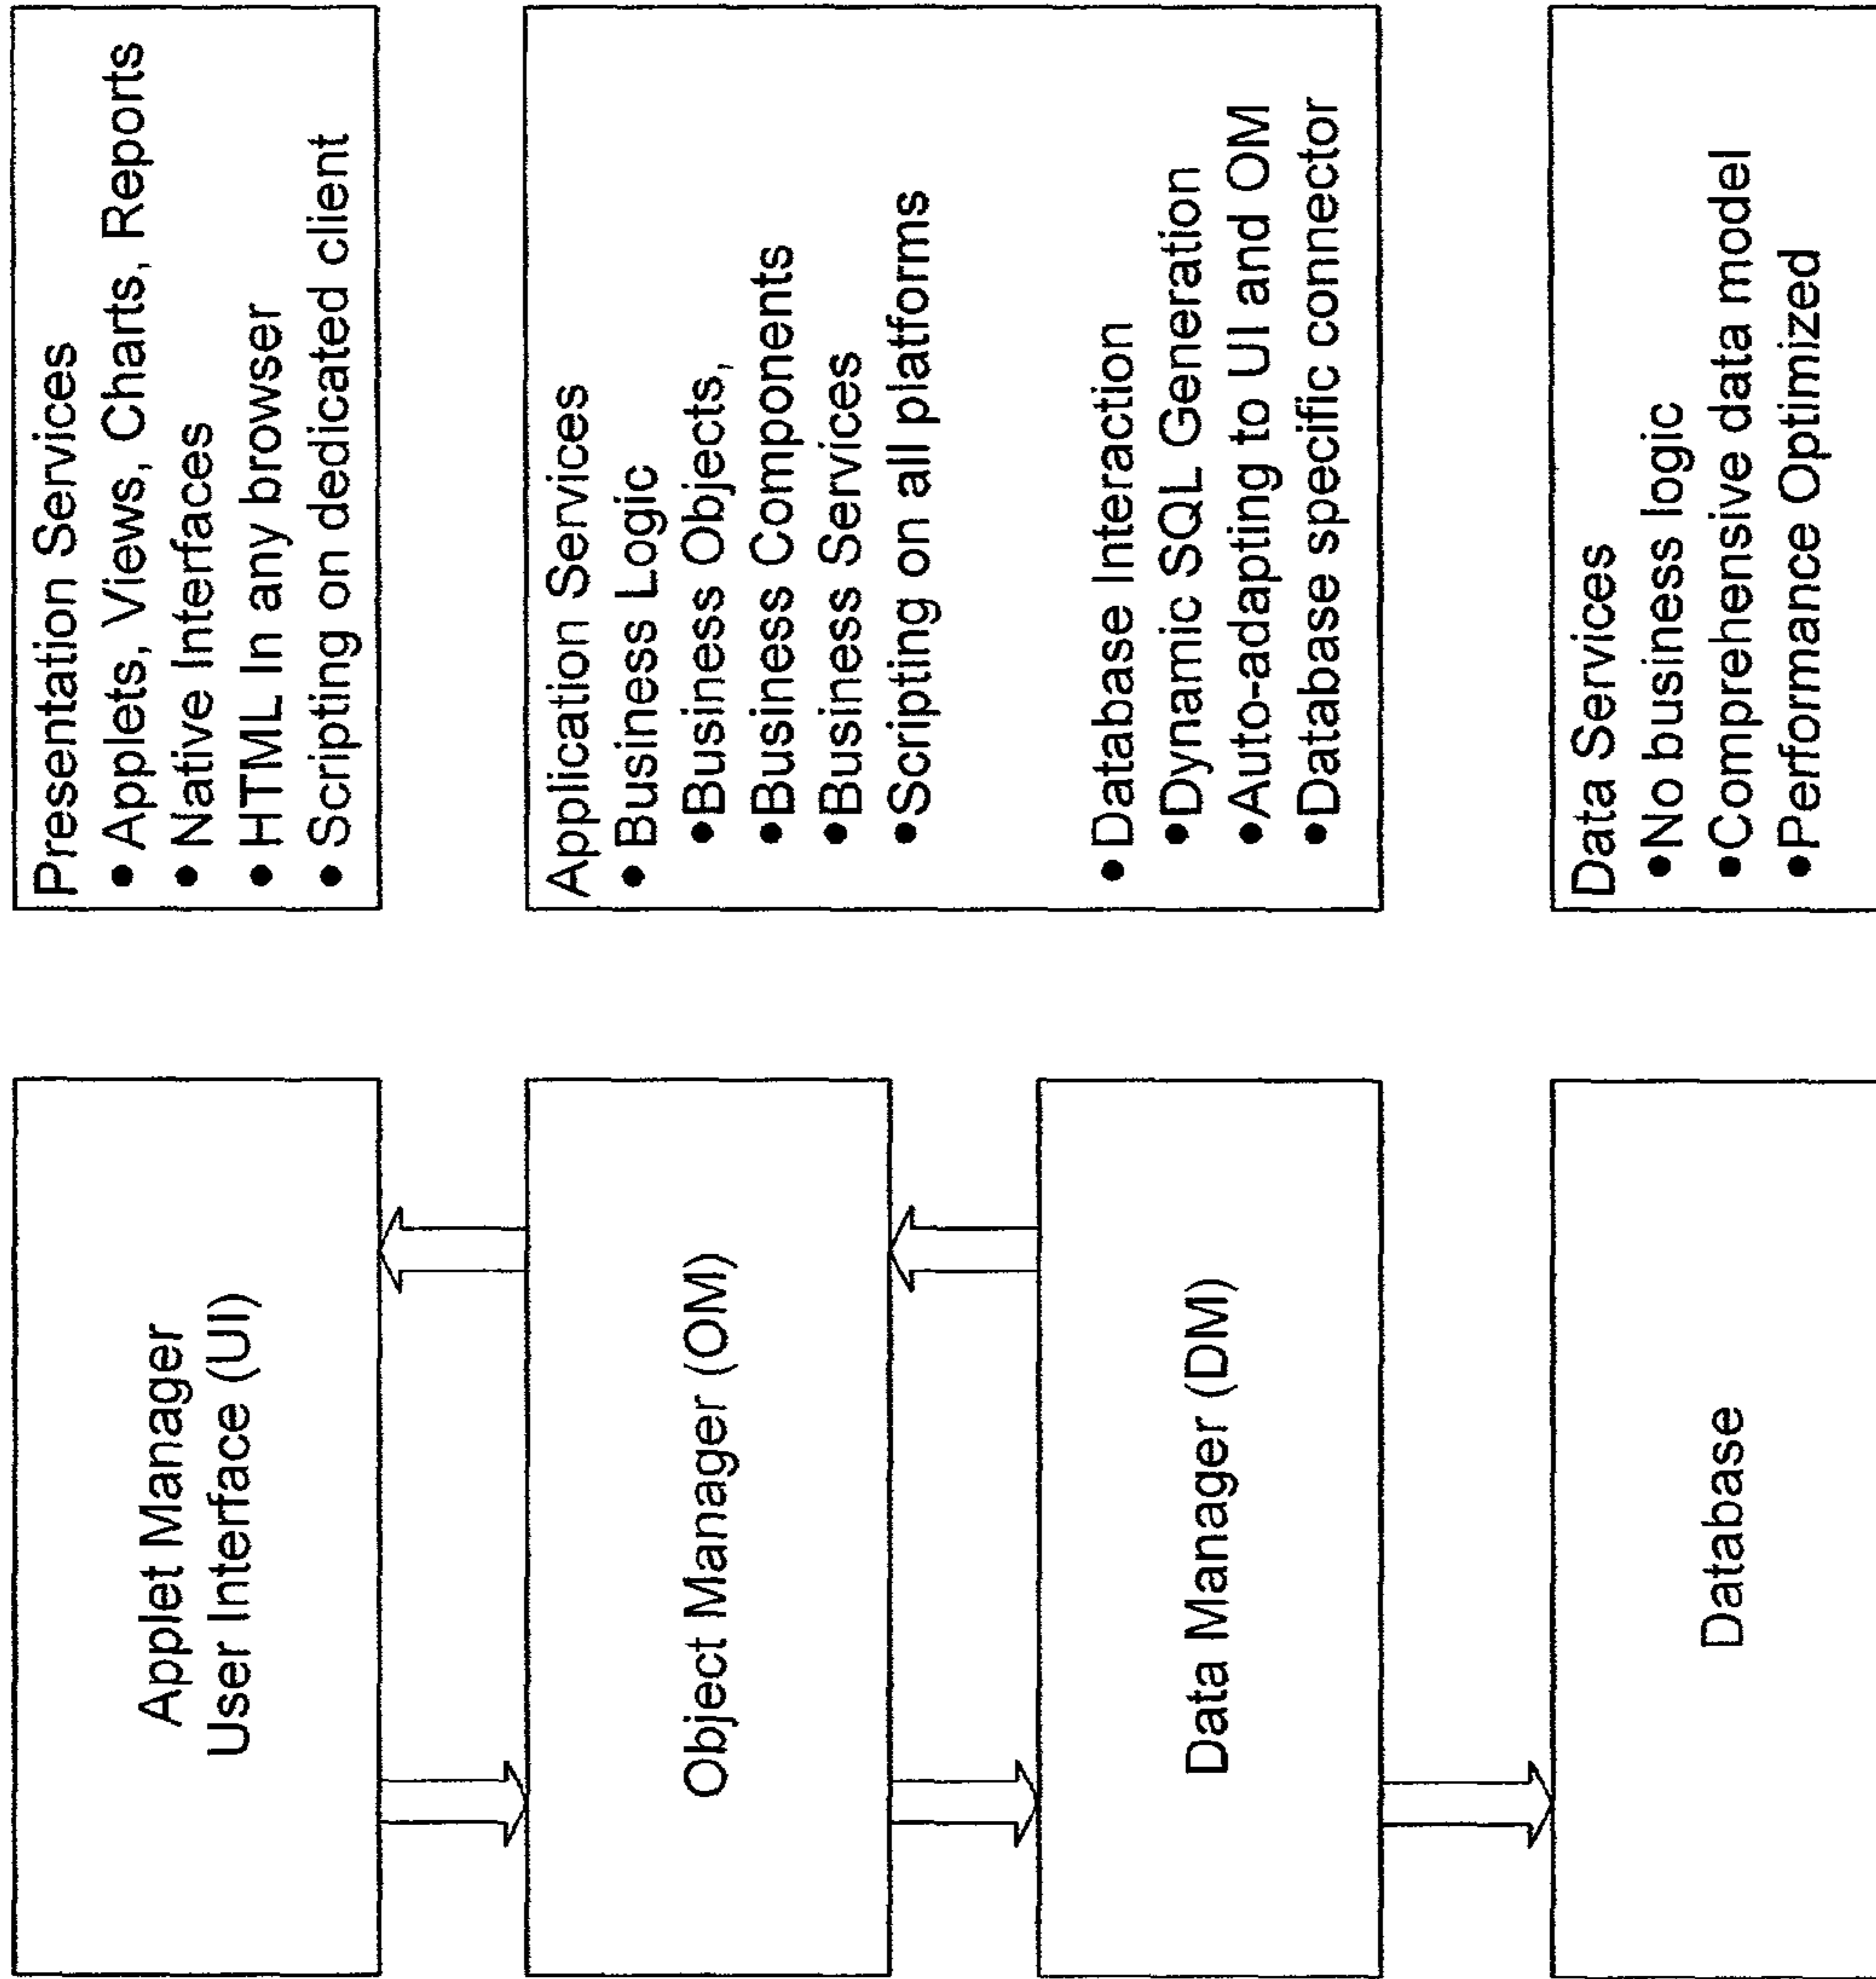 Applet Manager
User Interface (UI)
Object Manager (OM)
Data Manager (DM)
Database
Presentation Services
• Applets, Views, Charts, Reports
• Native Interfaces
• HTML In any browser
• Scripting on dedicated client
Application Services
•Business Logic
•Business Objects,
•Business Components
•Business Services
•Scripting on all platforms
•Database Interaction
•Dynamic SQL Generation
•Auto-adapting to UI and OM
•Database specific connector
Data Services
•No business logic
•Comprehensive data model
•Performance Optimized